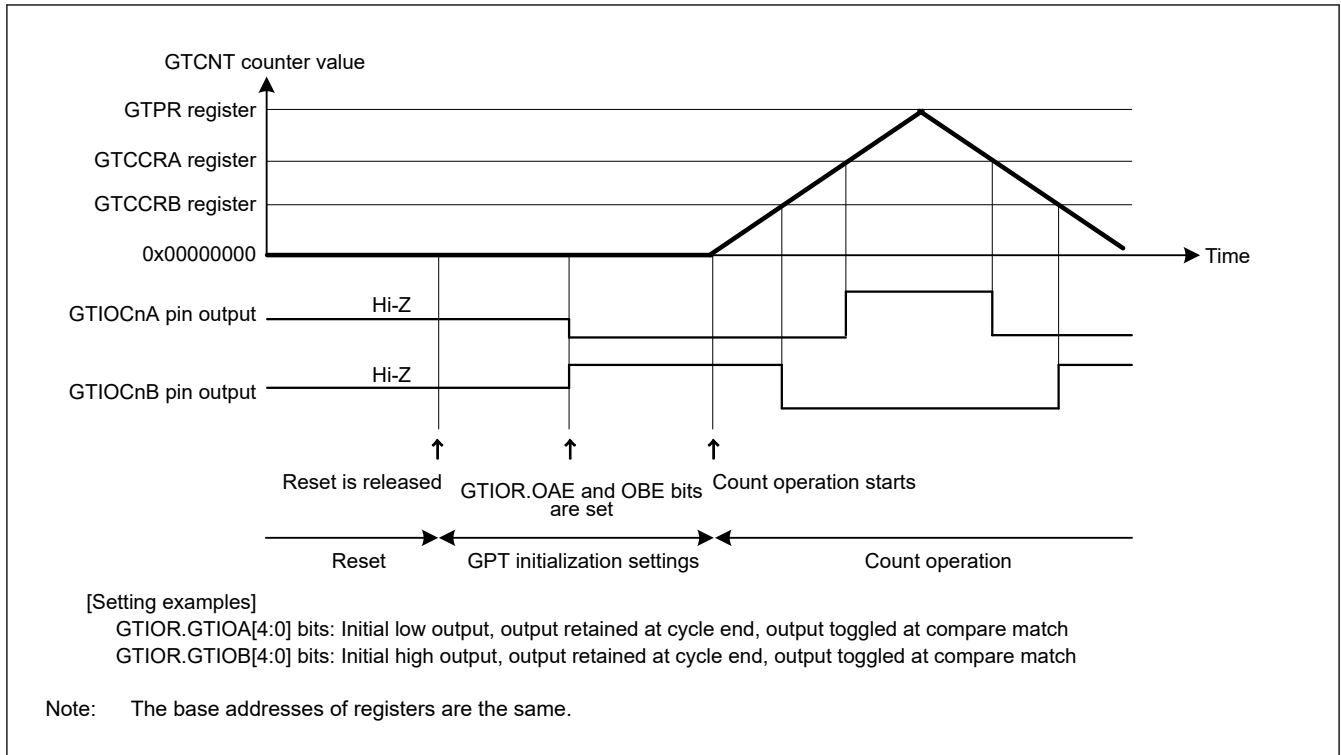 GTCNT counter value
GTPR register
GTCCRA register
GTCCRB register
0x00000000
Time
GTIOCnA pin output
Hi-Z
GTIOCnB pin output
Hi-Z
Reset is released
GTIOR.OAE and OBE bits
are set
Count operation starts
Reset
GPT initialization settings
Count operation
[Setting examples]
GTIOR.GTIOA[4:0] bits: Initial low output, output retained at cycle end, output toggled at compare match
GTIOR.GTIOB[4:0] bits: Initial high output, output retained at cycle end, output toggled at compare match
Note: The base addresses of registers are the same.